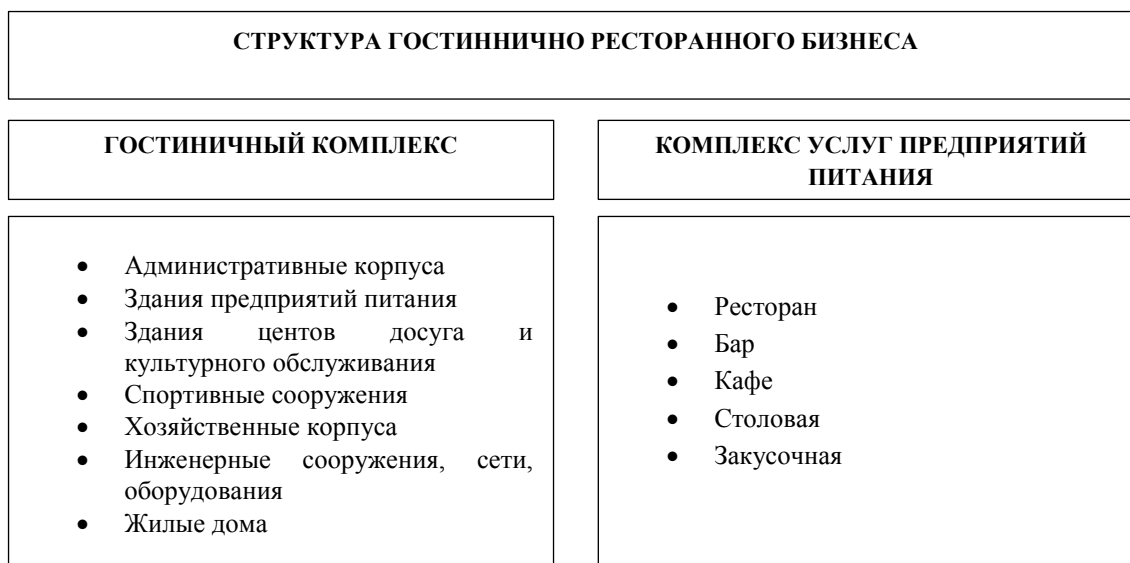 СТРУКТУРА ГОСТИННИЧНО РЕСТОРАННОГО БИЗНЕСА
ГОСТИНИЧНЫЙ КОМПЛЕКС
• Административные корпуса
• Здания предприятий питания
• Здания центов досуга и
культурного обслуживания
• Спортивные сооружения
• Хозяйственные корпуса
• Инженерные сооружения, сети,
оборудования
• Жилые дома
КОМПЛЕКС УСЛУГ ПРЕДПРИЯТИЙ
ПИТАНИЯ
• Ресторан
• Бар
• Кафе
• Столовая
• Закусочная